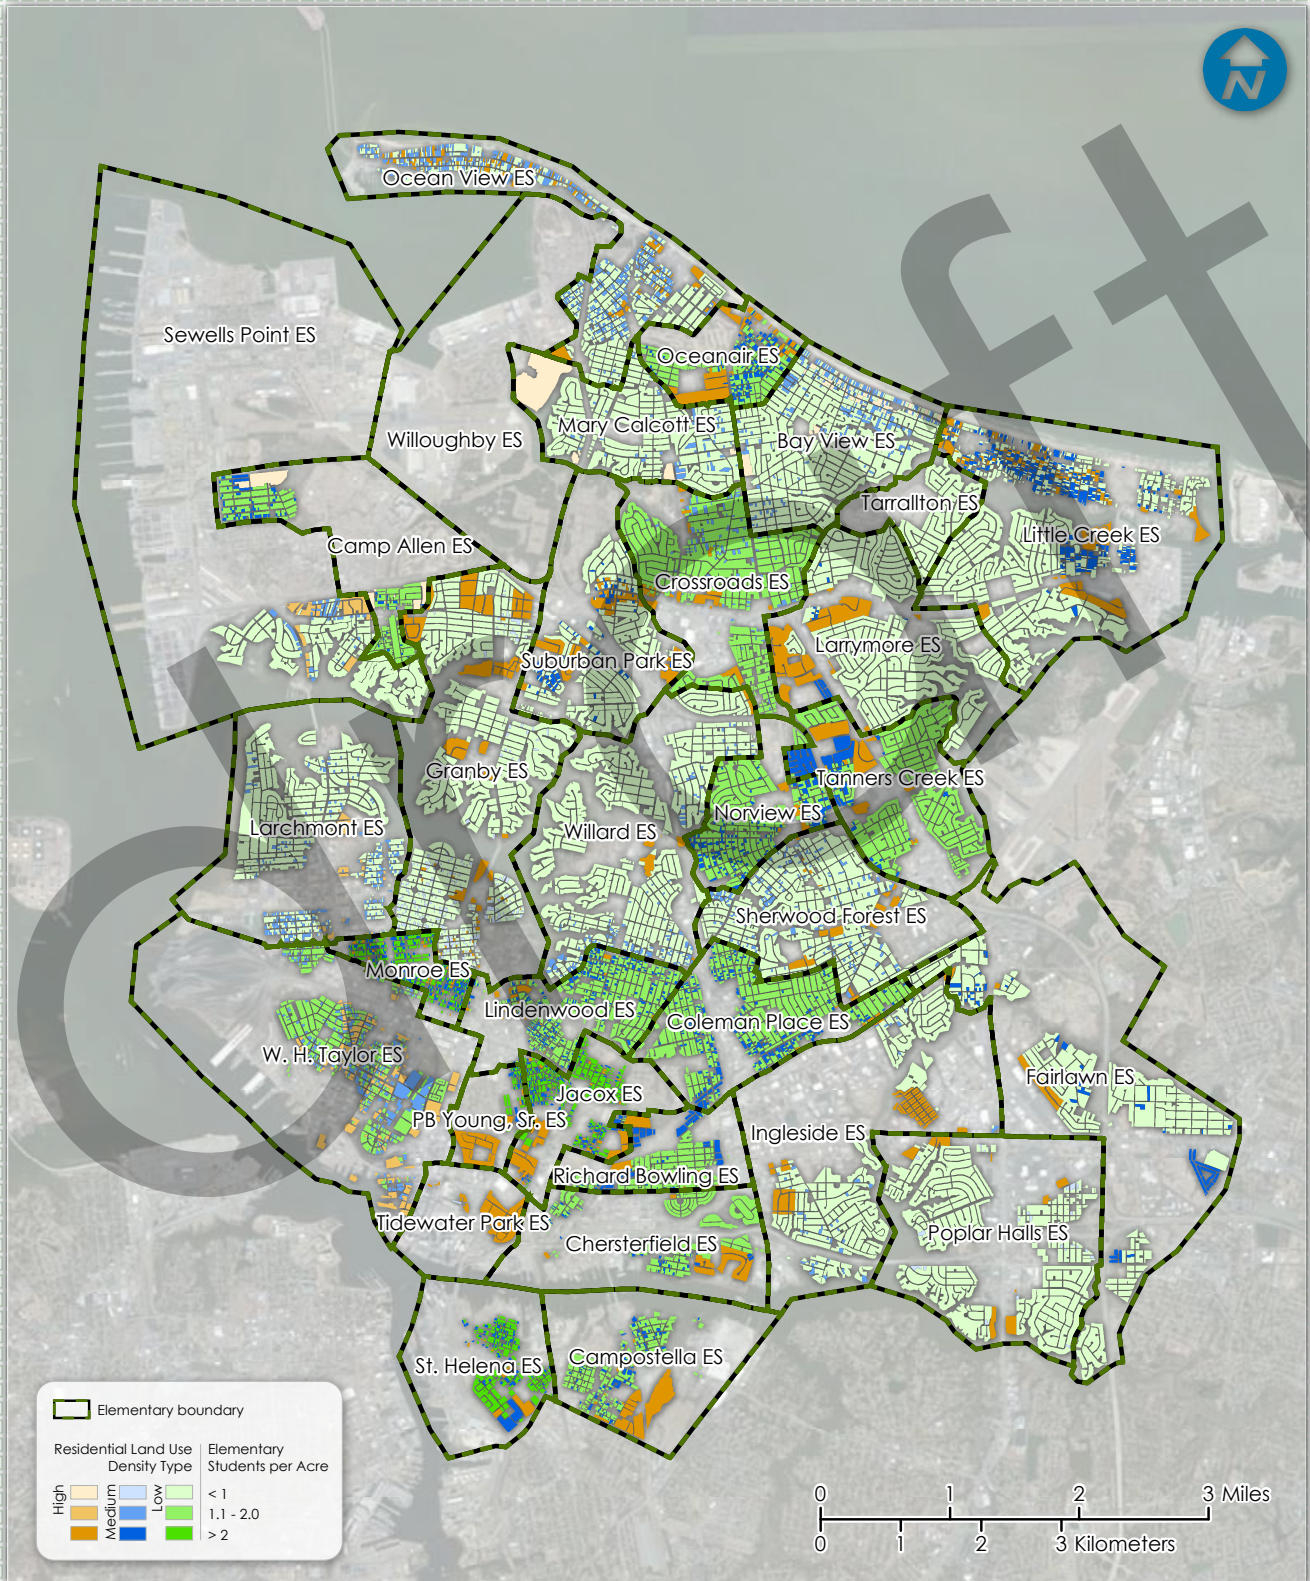 N
Draft
Ocean View ES
Sewells Point ES
Oceanair ES
Mary Calcott ES
Willoughby ES
Bay View ES
Tarrallton ES
Little Creek ES
Camp Allen ES
Crossroads ES
Larrymore ES
Suburban Park ES
Granby ES
Tanners Creek ES
Norview ES
Larchmont ES
Willard ES
Sherwood Forest ES
Monroe ES
Lindenwood ES
Coleman Place ES
W. H. Taylor ES
Fairlawn ES
Jacox ES
PB Young, Sr. ES
Ingleside ES
Richard Bowling ES
Tidewater Park ES
Poplar Halls ES
Chersterfield ES
Campostella ES
St. Helena ES
Elementary boundary
Residential Land Use
Density Type
Elementary
Students per Acre
High
Medium
Low
< 1
1.1 - 2.0
> 2
0 1 2 3 Miles
0 1 2 3 Kilometers